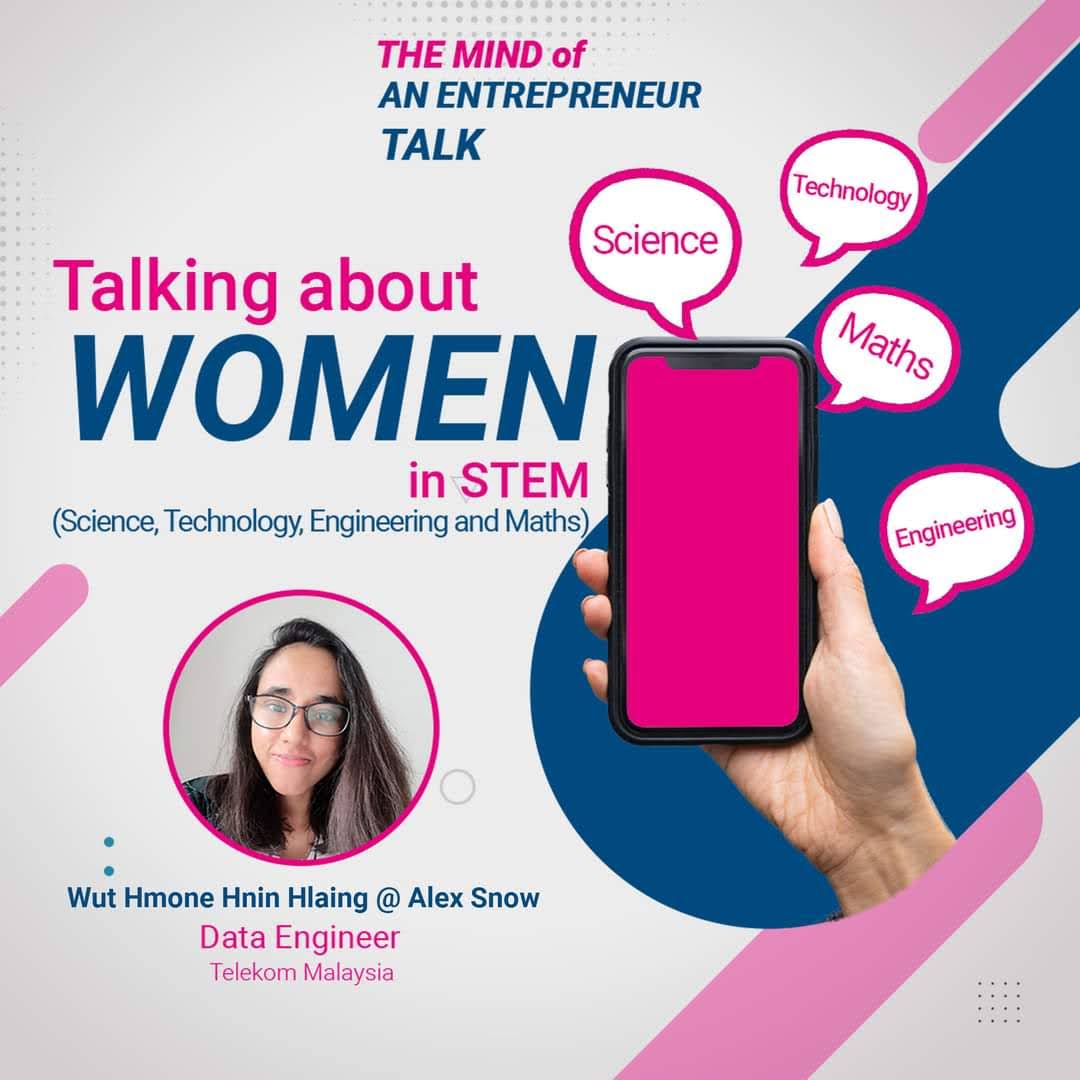 THE MIND of
AN ENTREPRENEUR
TALK
Technology
Science
Maths
Engineering
Talking about
WOMEN
in STEM
(Science, Technology, Engineering and Maths)
Wut Hmone Hnin Hlaing @ Alex Snow
Data Engineer
Telekom Malaysia